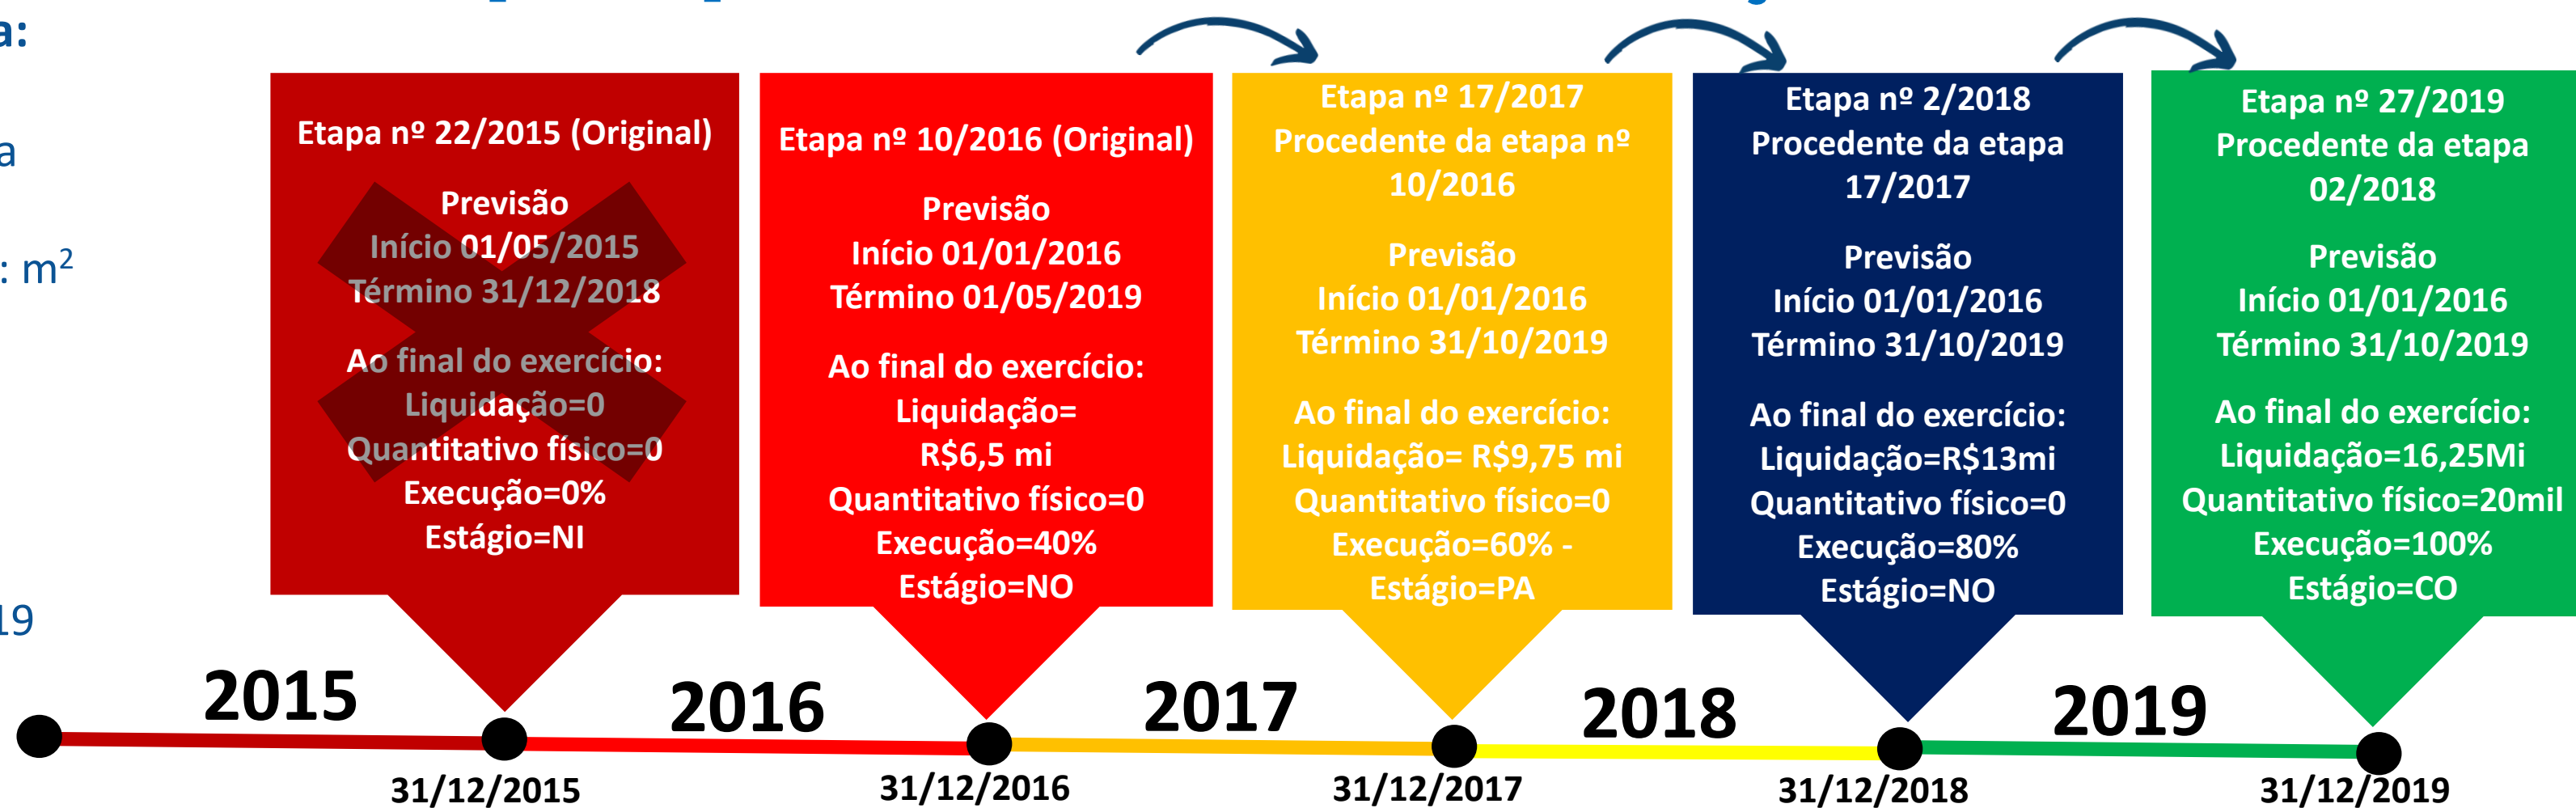 a:
a
: m²
19
Etapa nº 22/2015 (Original)
Previsão
Início 01/05/2015
Término 31/12/2018
Ao final do exercício:
Liquidação=0
Quantitativo físico=0
Execução=0%
Estágio=NI
Etapa nº 10/2016 (Original)
Previsão
Início 01/01/2016
Término 01/05/2019
Ao final do exercício:
Liquidação=
R$6,5 mi
Quantitativo físico=0
Execução=40%
Estágio=NO
Etapa nº 17/2017
Procedente da etapa nº
10/2016
Previsão
Início 01/01/2016
Término 31/10/2019
Ao final do exercício:
Liquidação= R$9,75 mi
Quantitativo físico=0
Execução=60% -
Estágio=PA
Etapa nº 2/2018
Procedente da etapa
17/2017
Previsão
Início 01/01/2016
Término 31/10/2019
Ao final do exercício:
Liquidação=R$13mi
Quantitativo físico=0
Execução=80%
Estágio=NO
Etapa nº 27/2019
Procedente da etapa
02/2018
Previsão
Início 01/01/2016
Término 31/10/2019
Ao final do exercício:
Liquidação=16,25Mi
Quantitativo físico=20mil
Execução=100%
Estágio=CO
2015
2016
2017
2018
2019
31/12/2015
31/12/2016
31/12/2017
31/12/2018
31/12/2019